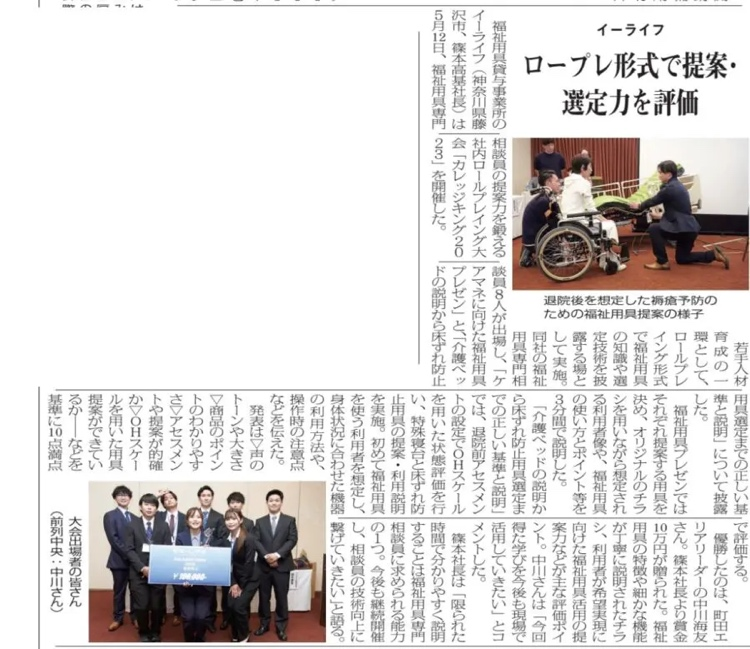 イーライフ
ロープレ形式で提案・
選定力を評価
福祉用具貸与事業所の
イーライフ（神奈川県藤
沢市、篠本高基社長）は
5月12日、福祉用具専門
相談員の提案力を鍛える
社内ロールプレイング大
会「カレッジキング20
23」を開催した。
退院後を想定した褥瘡予防の
ための福祉用具提案の様子
若手人材
育成の一
環として、
ロールプレ
イング形式
で福祉用具
の知識や選
定技術を披
露する場と
して実施。
同社の福祉
用具専門相
談員8人が出場し、「ケ
アマネに向けた福祉用具
プレゼン」と、「介護ベッ
ドの説明から床ずれ防止
用具選定までの正しい基
準と説明」について披露
した。
福祉用具プレゼンでは
それぞれ提案する用具を
決め、オリジナルのチラ
シを用いながら想定され
る利用者像や、福祉用具
の使い方とポイント等を
3分間で説明した。
「介護ベッドの説明か
ら床ずれ防止用具選定ま
での正しい基準と説明」
では、退院前アセスメン
トの設定でOHスケール
を用いた状態評価を行
い、特殊寝台と床ずれ防
止用具の提案・利用説明
を実施。初めて福祉用具
を使う利用者を想定し、
身体状況に合わせた機器
の利用方法や、
操作時の注意点
などを伝えた。
発表は▽声の
トーンや大きさ
▽商品のポイン
トのわかりやす
さ▽アセスメン
トや提案が的確
か▽OHスケー
ルを用いた用具
提案ができてい
るか――などを
基準に10点満点
で評価する。
優勝したのは、町田エ
リアリーダーの中川海友
さん。篠本社長より賞金
10万円が贈られた。福祉
用具の特徴や細かな機能
が丁寧に説明されたチラ
シ、利用者が希望実現に
向けた福祉用具活用の提
案力などが主な評価ポイ
ント。中川さんは「今回
得た学びを今後も現場で
活用していきたい」とコ
メントした。
篠本社長は「限られた
時間で分かりやすく説明
することは福祉用具専門
相談員に求められる能力
の1つ。今後も継続開催
し、相談員の技術向上に
繋げていきたい」と語る。
大会出場者の皆さん
（前列中央：中川さん）
¥100,000-